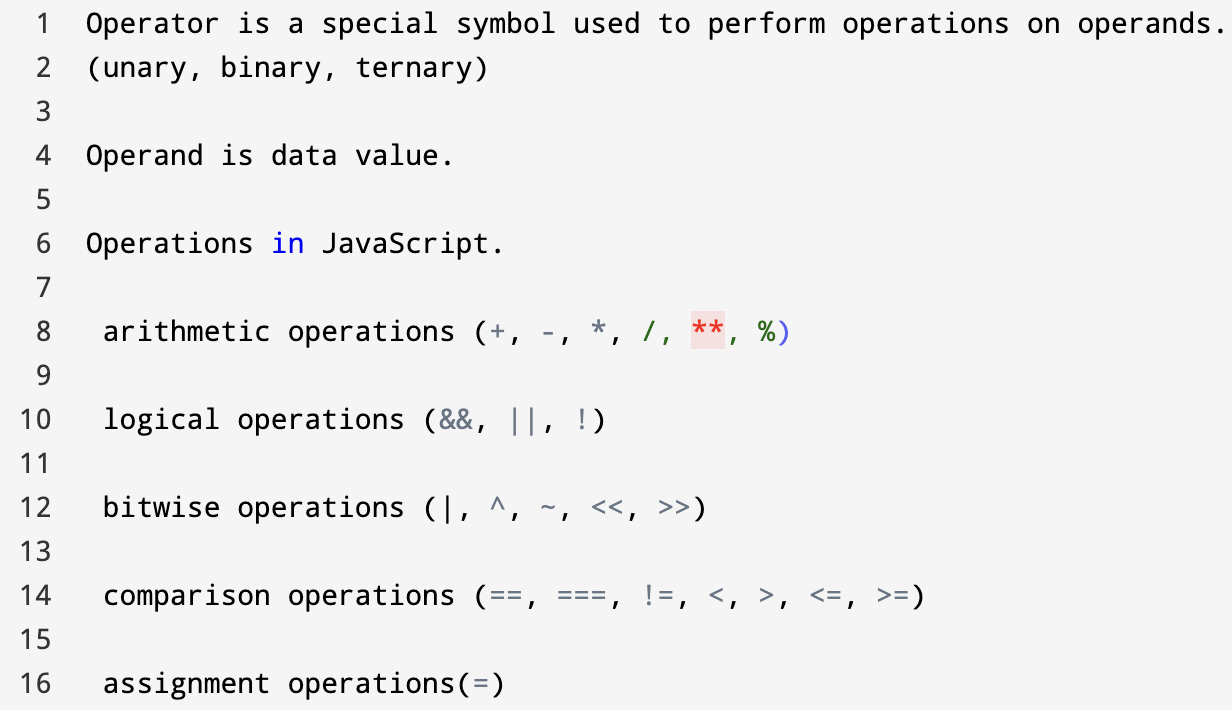 1 Operator is a special symbol used to perform operations on operands.
2 (unary, binary, ternary)
3
4 Operand is data value.
5
6 Operations in JavaScript.
7
8 arithmetic operations (+, -, *, /, **, %)
9
10 logical operations (&&, ||, !)
11
12 bitwise operations (|, ^, ~, <<, >>)
13
14 comparison operations (==, ===, !=, <, >, <=, >=)
15
16 assignment operations(=)